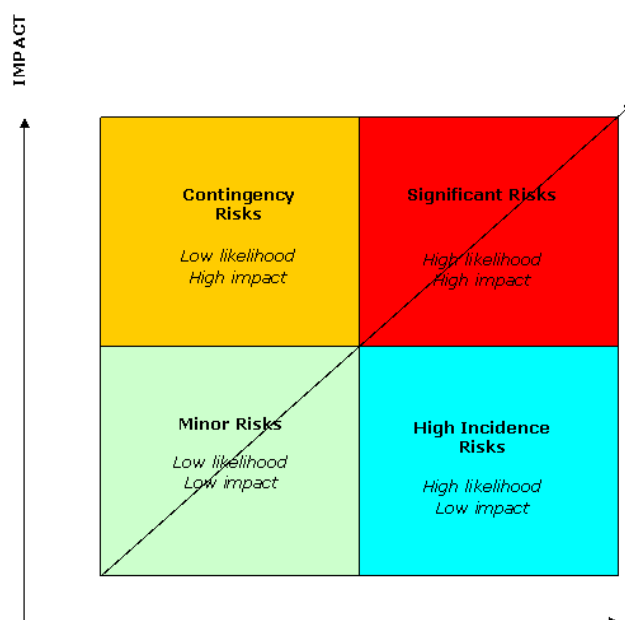 IMPACT
Contingency
Risks
Low likelihood
High impact
Significant Risks
High likelihood
High impact
Minor Risks
Low likelihood
Low impact
High Incidence
Risks
High likelihood
Low impact